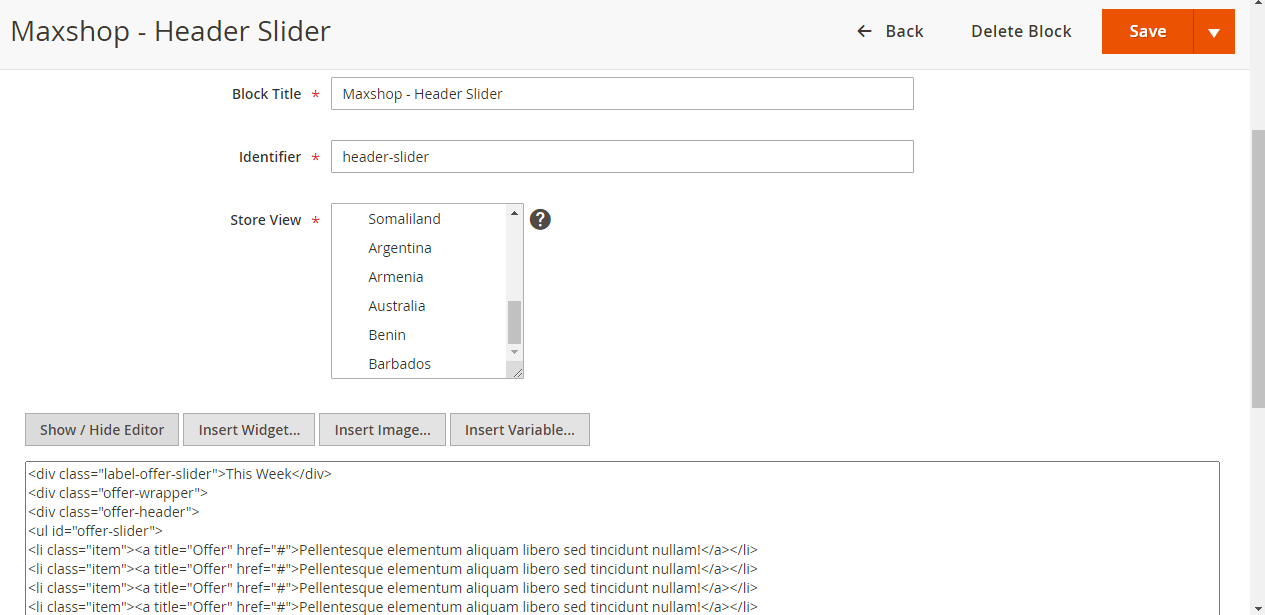 Maxshop - Header Slider
← Back Delete Block Save
Block Title * Maxshop - Header Slider
Identifier * header-slider
Store View * Somaliland ?
Argentina
Armenia
Australia
Benin
Barbados
Show / Hide Editor Insert Widget... Insert Image... Insert Variable...
<div class="label-offer-slider">This Week</div>
<div class="offer-wrapper">
<div class="offer-header">
<ul id="offer-slider">
<li class="item"><a title="Offer" href="#">Pellentesque elementum aliquam libero sed tincidunt nullam!</a></li>
<li class="item"><a title="Offer" href="#">Pellentesque elementum aliquam libero sed tincidunt nullam!</a></li>
<li class="item"><a title="Offer" href="#">Pellentesque elementum aliquam libero sed tincidunt nullam!</a></li>
<li class="item"><a title="Offer" href="#">Pellentesque elementum aliquam libero sed tincidunt nullam!</a></li>